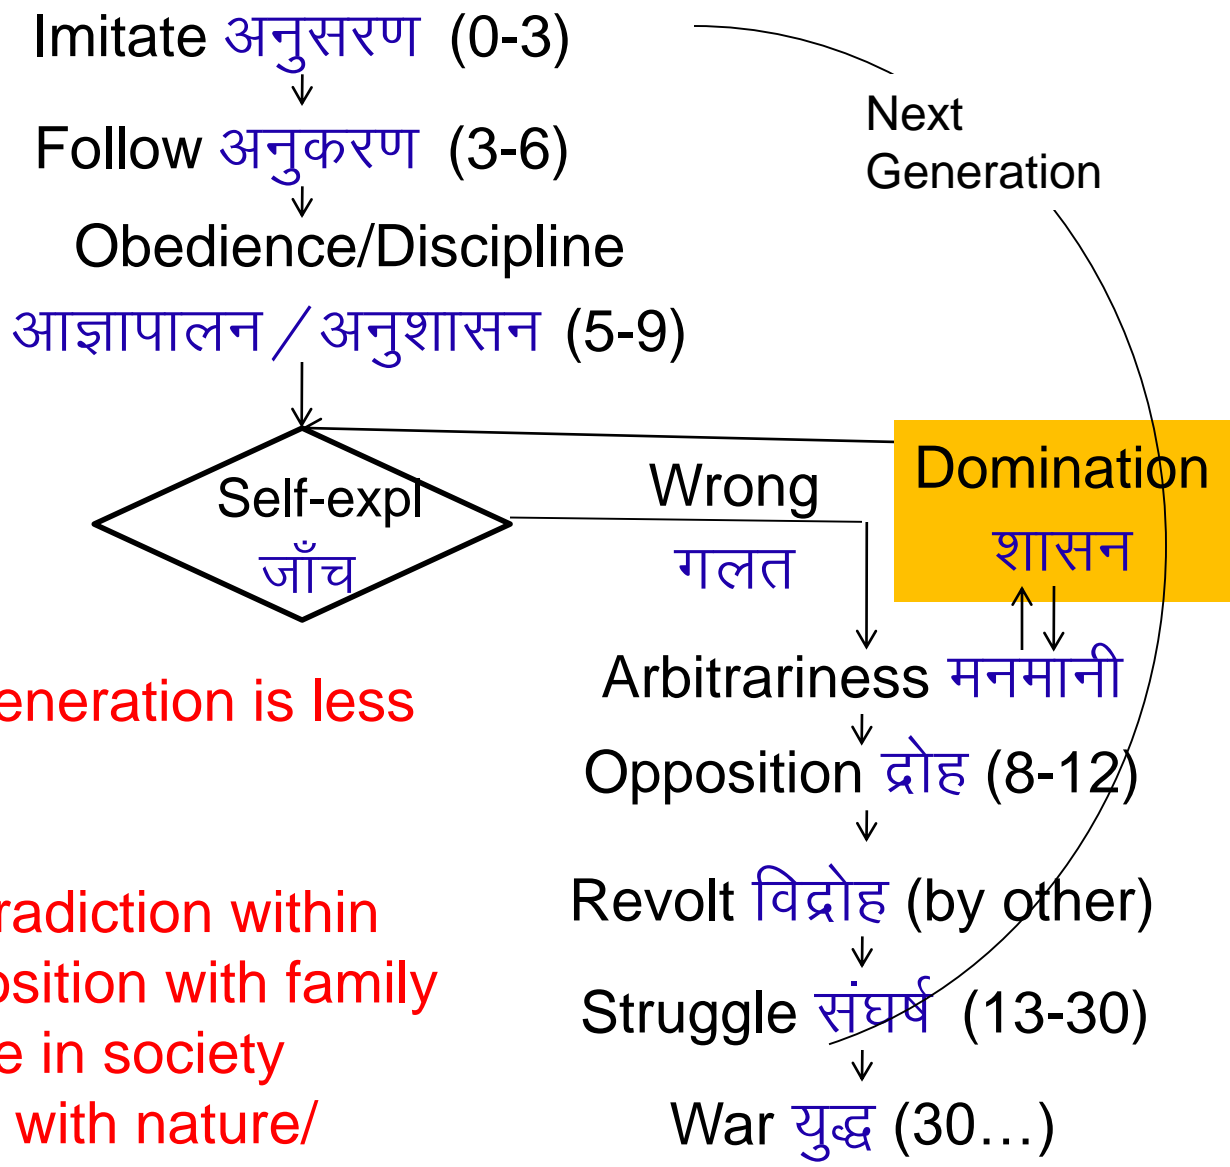 Imitate अनुसरण (0-3)
Next
Generation
Follow अनुकरण (3-6)
Obedience/Discipline
आज्ञापालन / अनुशासन (5-9)
Self-expl
जाँच
Wrong
गलत
Domination
शासन
Arbitrariness मनमानी
Opposition द्रोह (8-12)
Revolt विद्रोह (by other)
Struggle संघर्ष (13-30)
War युद्ध (30…)
eneration is less
radiction within
osition with family
e in society
with nature/